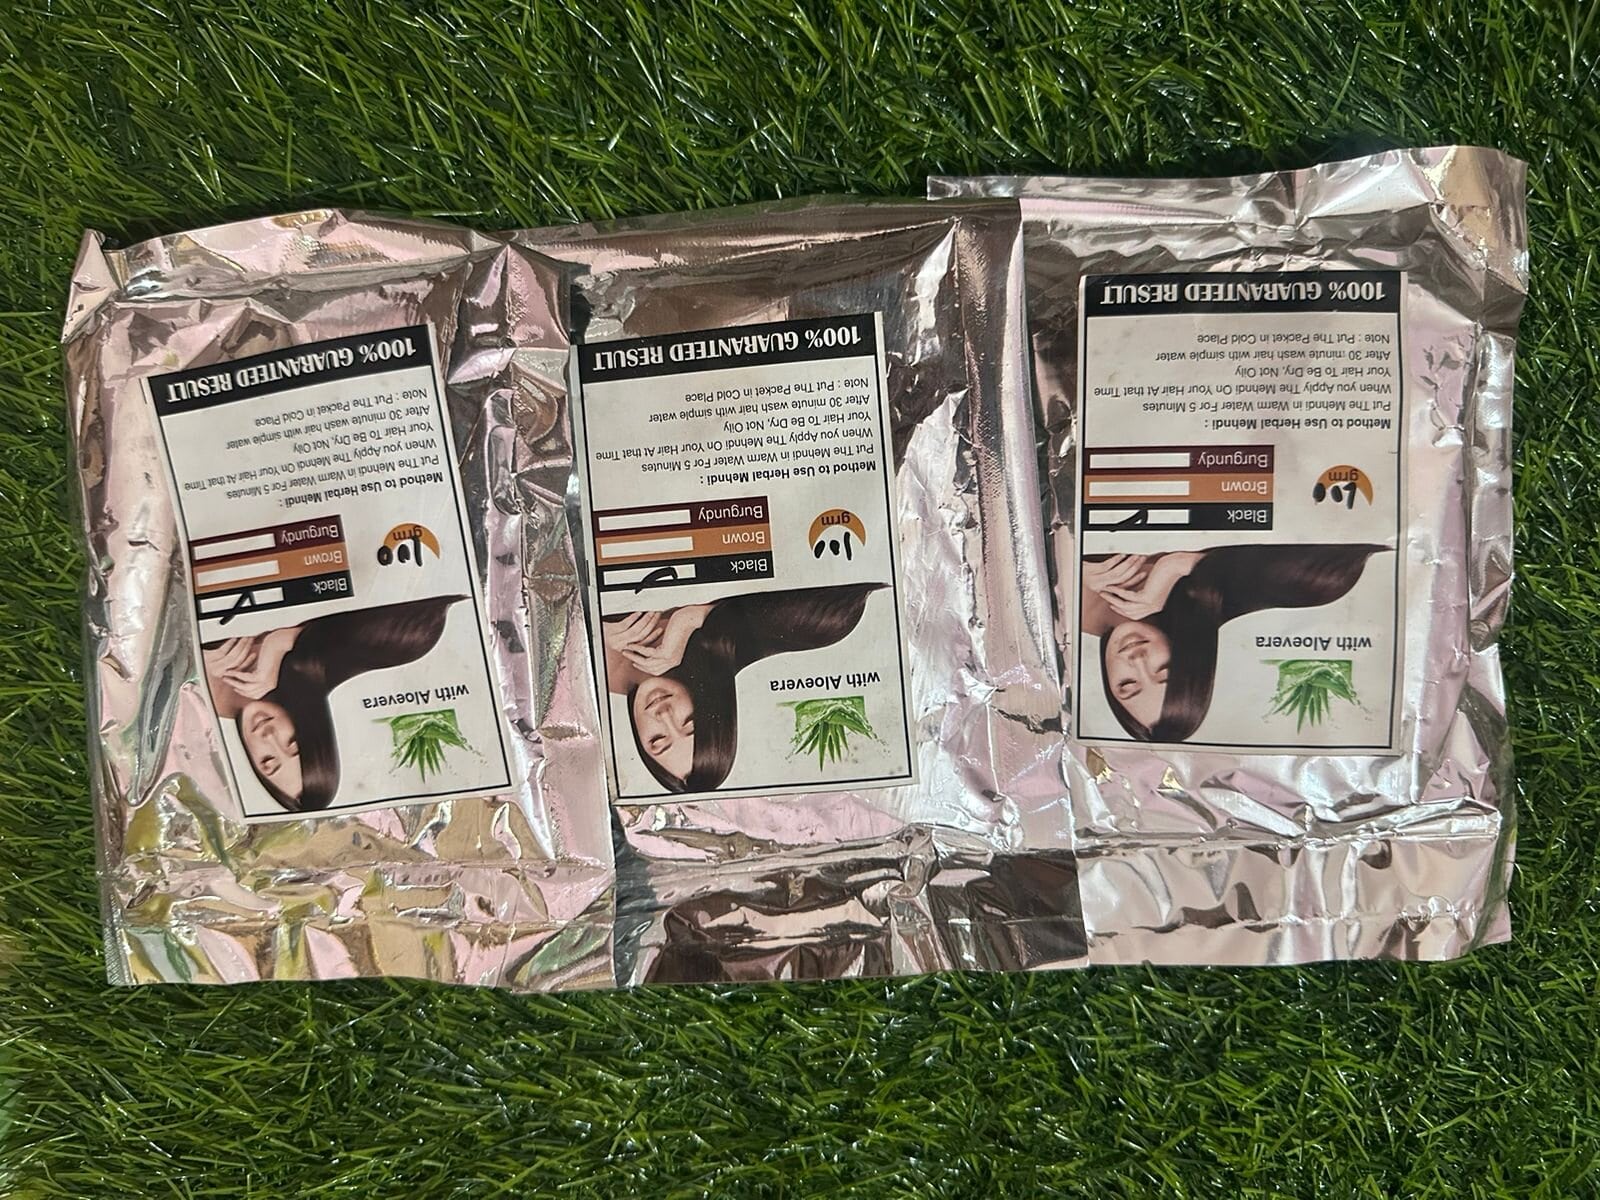 with Aloevera
100
grm
Black
Brown
Burgundy
Method to Use Herbal Mehndi :
Put The Mehndi in Warm Water For 5 Minutes
When you Apply The Mehndi On Your Hair At that Time
Your Hair To Be Dry, Not Oily
After 30 minute wash hair with simple water
Note : Put The Packet in Cold Place
100% GUARANTEED RESULT
with Aloevera
100
grm
Black
Brown
Burgundy
Method to Use Herbal Mehndi :
Put The Mehndi in Warm Water For 5 Minutes
When you Apply The Mehndi On Your Hair At that Time
Your Hair To Be Dry, Not Oily
After 30 minute wash hair with simple water
Note : Put The Packet in Cold Place
100% GUARANTEED RESULT
with Aloevera
100
grm
Black
Brown
Burgundy
Method to Use Herbal Mehndi :
Put The Mehndi in Warm Water For 5 Minutes
When you Apply The Mehndi On Your Hair At that Time
Your Hair To Be Dry, Not Oily
After 30 minute wash hair with simple water
Note : Put The Packet in Cold Place
100% GUARANTEED RESULT